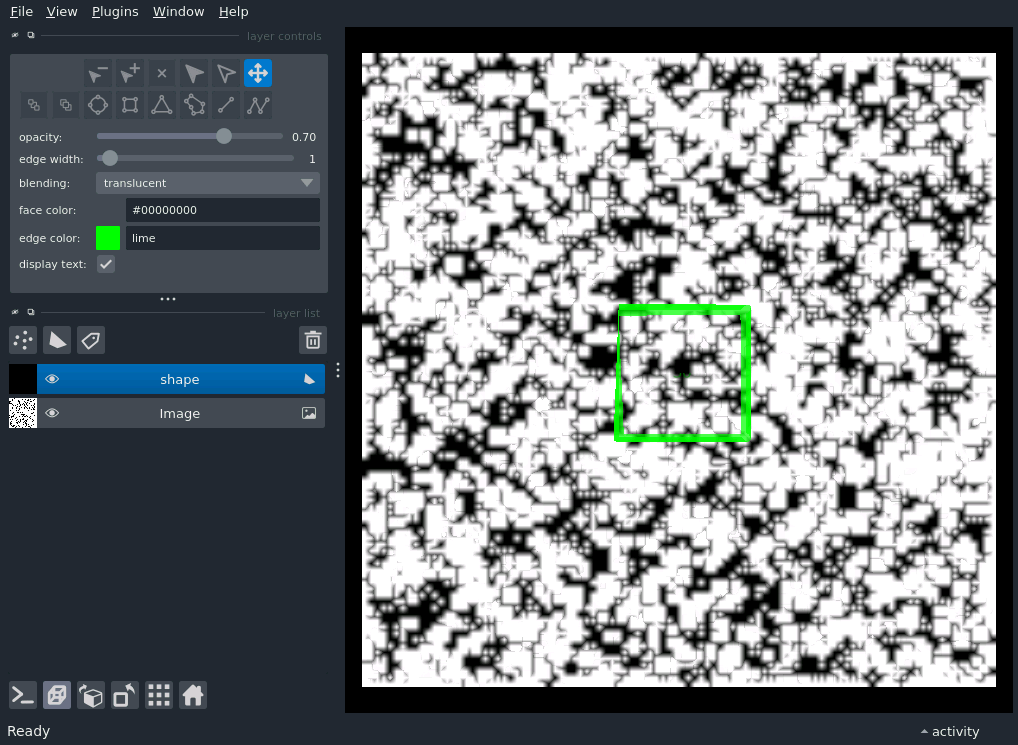 File View Plugins Window Help
layer controls
opacity: 0.70
edge width: 1
blending: translucent
face color: #00000000
edge color: lime
display text:
layer list
shape
Image
Ready
activity